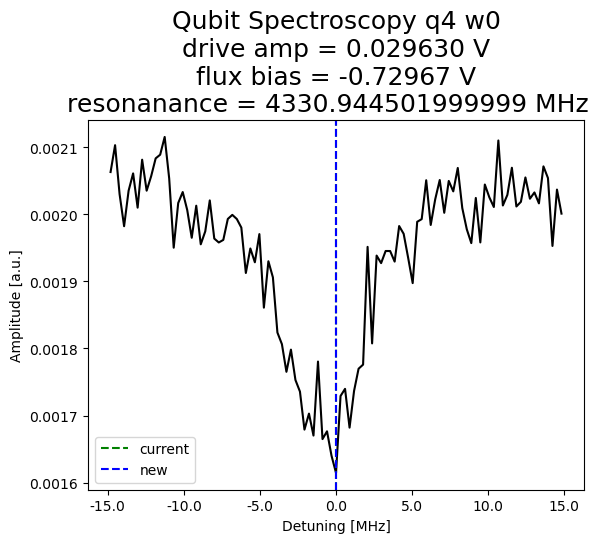 Qubit Spectroscopy q4 w0
drive amp = 0.029630 V
flux bias = -0.72967 V
resonanance = 4330.944501999999 MHz
0.0021
0.0020
0.0019
0.0018
0.0017
0.0016
Amplitude [a.u.]
current
new
-15.0 -10.0 -5.0 0.0 5.0 10.0 15.0
Detuning [MHz]